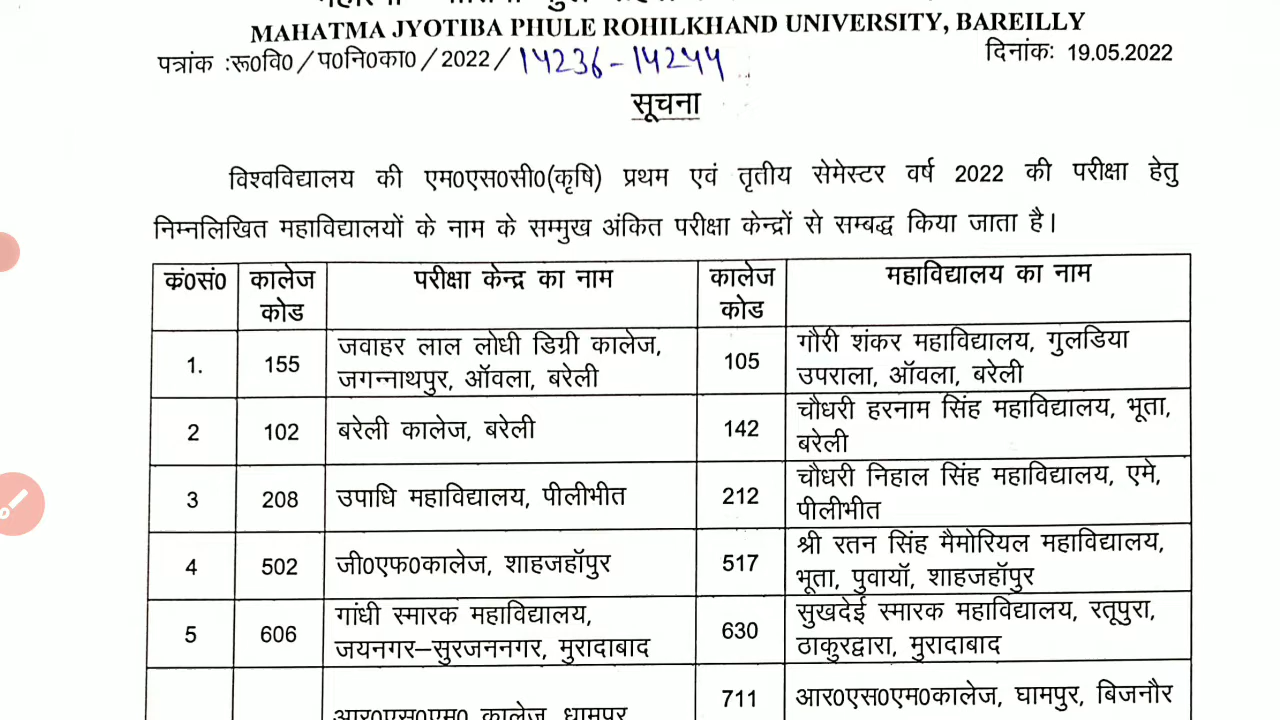 MAHATMA JYOTIBA PHULE ROHILKHAND UNIVERSITY, BAREILLY
पत्रांक :रू0वि0/प0नि0का0/2022/14236-14244 दिनांक: 19.05.2022
सूचना
विश्वविद्यालय की एम0एस0सी0(कृषि) प्रथम एवं तृतीय सेमेस्टर वर्ष 2022 की परीक्षा हेतु
निम्नलिखित महाविद्यालयों के नाम के सम्मुख अंकित परीक्षा केन्द्रों से सम्बद्ध किया जाता है।
कं0सं0 कालेज कोड परीक्षा केन्द्र का नाम कालेज कोड महाविद्यालय का नाम
1. 155 जवाहर लाल लोधी डिग्री कालेज, जगन्नाथपुर, ऑवला, बरेली 105 गौरी शंकर महाविद्यालय, गुलडिया उपराला, ऑवला, बरेली
2 102 बरेली कालेज, बरेली 142 चौधरी हरनाम सिंह महाविद्यालय, भूता, बरेली
3 208 उपाधि महाविद्यालय, पीलीभीत 212 चौधरी निहाल सिंह महाविद्यालय, एमे, पीलीभीत
4 502 जी0एफ0कालेज, शाहजहॉपुर 517 श्री रतन सिंह मैमोरियल महाविद्यालय, भूता, पुवायॉ, शाहजहॉपुर
5 606 गांधी स्मारक महाविद्यालय, जयनगर–सुरजननगर, मुरादाबाद 630 सुखदेई स्मारक महाविद्यालय, रतूपुरा, ठाकुरद्वारा, मुरादाबाद
आर0एस0एम0 कालेज, धामपुर 711 आर0एस0एम0कालेज, घामपुर, बिजनौर